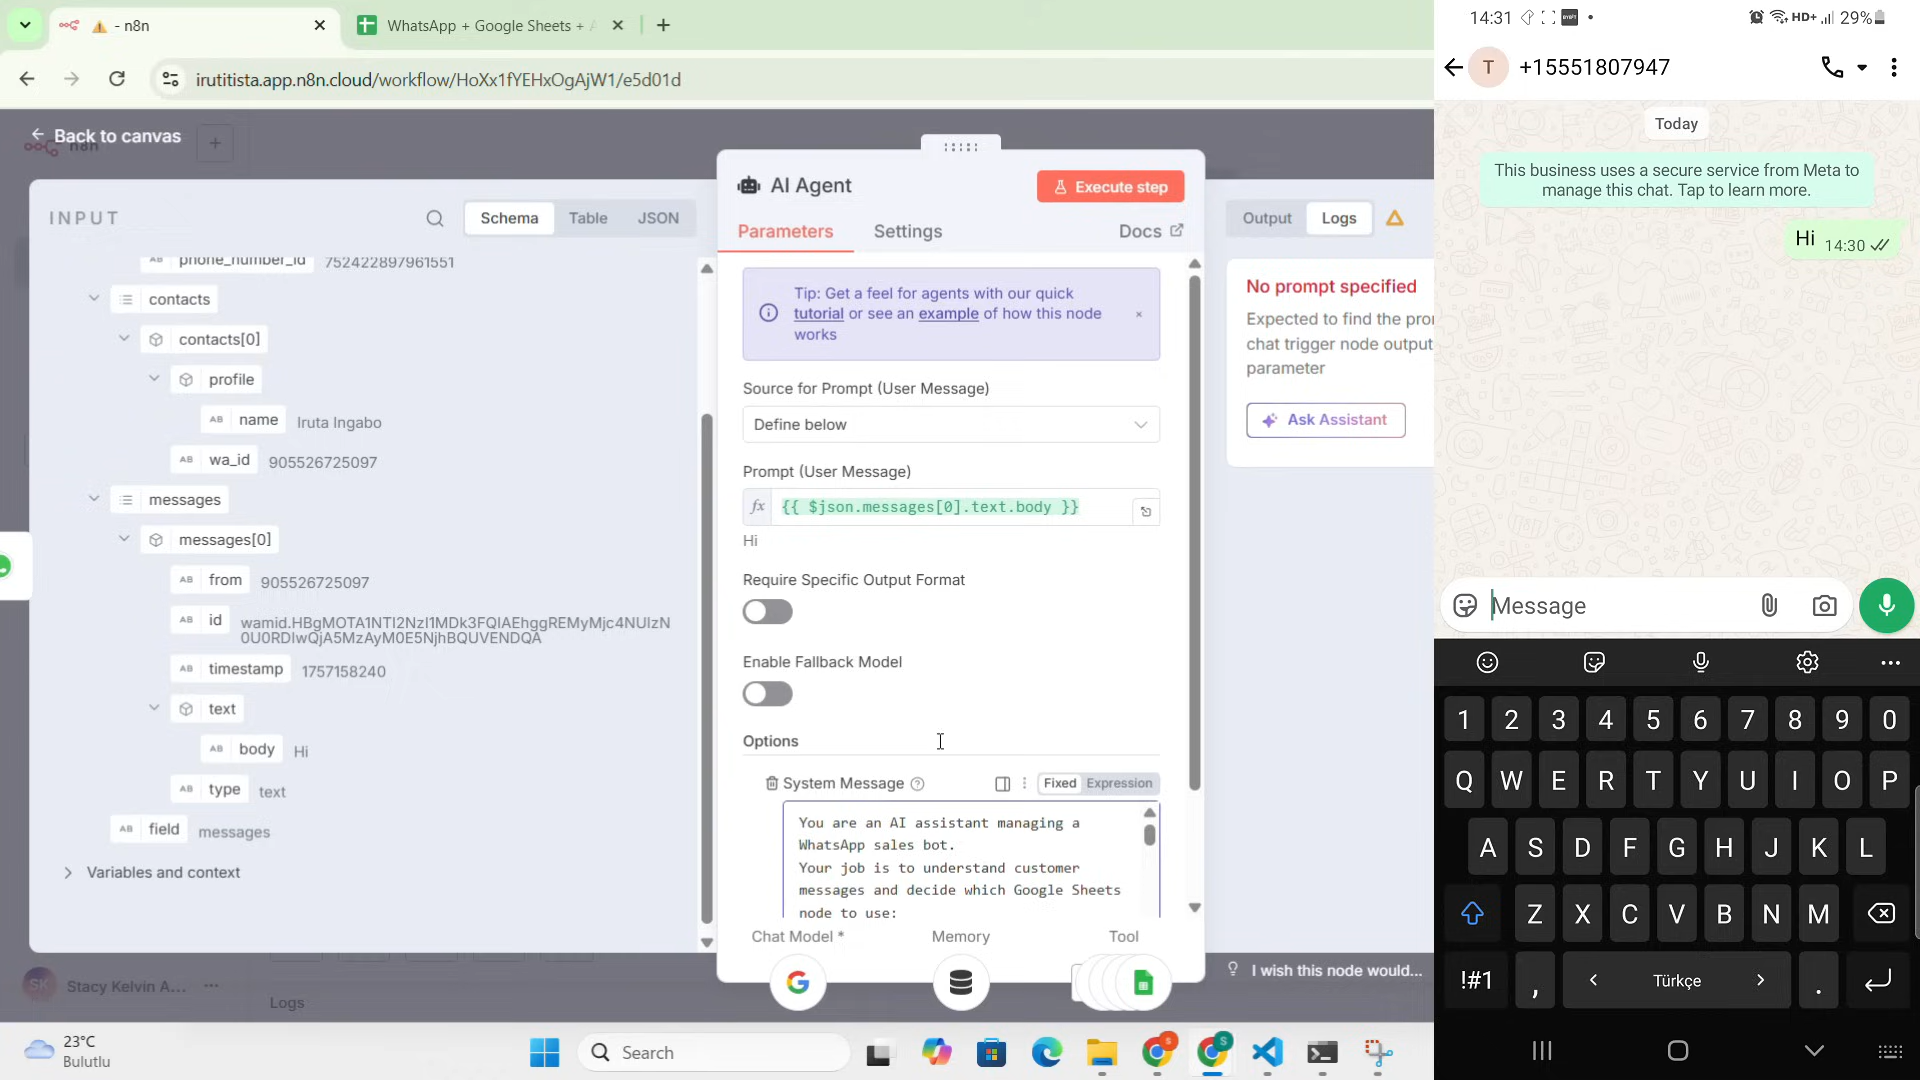 - n8n
WhatsApp + Google Sheets +
irutitista.app.n8n.cloud/workflow/HoXx1fYEHxOgAjW1/e5d01d
Back to canvas
n8n
INPUT
Schema
Table
JSON
phone_number_id 752422897961551
contacts
contacts[0]
profile
AB name Iruta Ingabo
AB wa_id 905526725097
messages
messages[0]
AB from 905526725097
AB id wamid.HBgMOTA1NTI2NzI1MDk3FQIAEhggREMyMjc4NUIzN
0U0RDIwQjA5MzAyM0E5NjhBQUVENDQA
AB timestamp 1757158240
text
AB body Hi
AB type text
AB field messages
Variables and context
Stacy Kelvin A... ...
Logs
AI Agent
Execute step
Parameters
Settings
Docs
Tip: Get a feel for agents with our quick
tutorial or see an example of how this node
works
Source for Prompt (User Message)
Define below
Prompt (User Message)
fx {{ $json.messages[0].text.body }}
Hi
Require Specific Output Format
Enable Fallback Model
Options
System Message
Fixed Expression
You are an AI assistant managing a
WhatsApp sales bot.
Your job is to understand customer
messages and decide which Google Sheets
node to use:
Chat Model *
Memory
Tool
Output
Logs
No prompt specified
Expected to find the pro
chat trigger node output
parameter
Ask Assistant
I wish this node would...
23°C
Bulutlu
Search
14:31
HD+ 29%
T +15551807947
Today
This business uses a secure service from Meta to
manage this chat. Tap to learn more.
Hi 14:30
Message
1 2 3 4 5 6 7 8 9 0
Q W E R T Y U I O P
A S D F G H J K L
Z X C V B N M
!#1 , < Türkçe > .